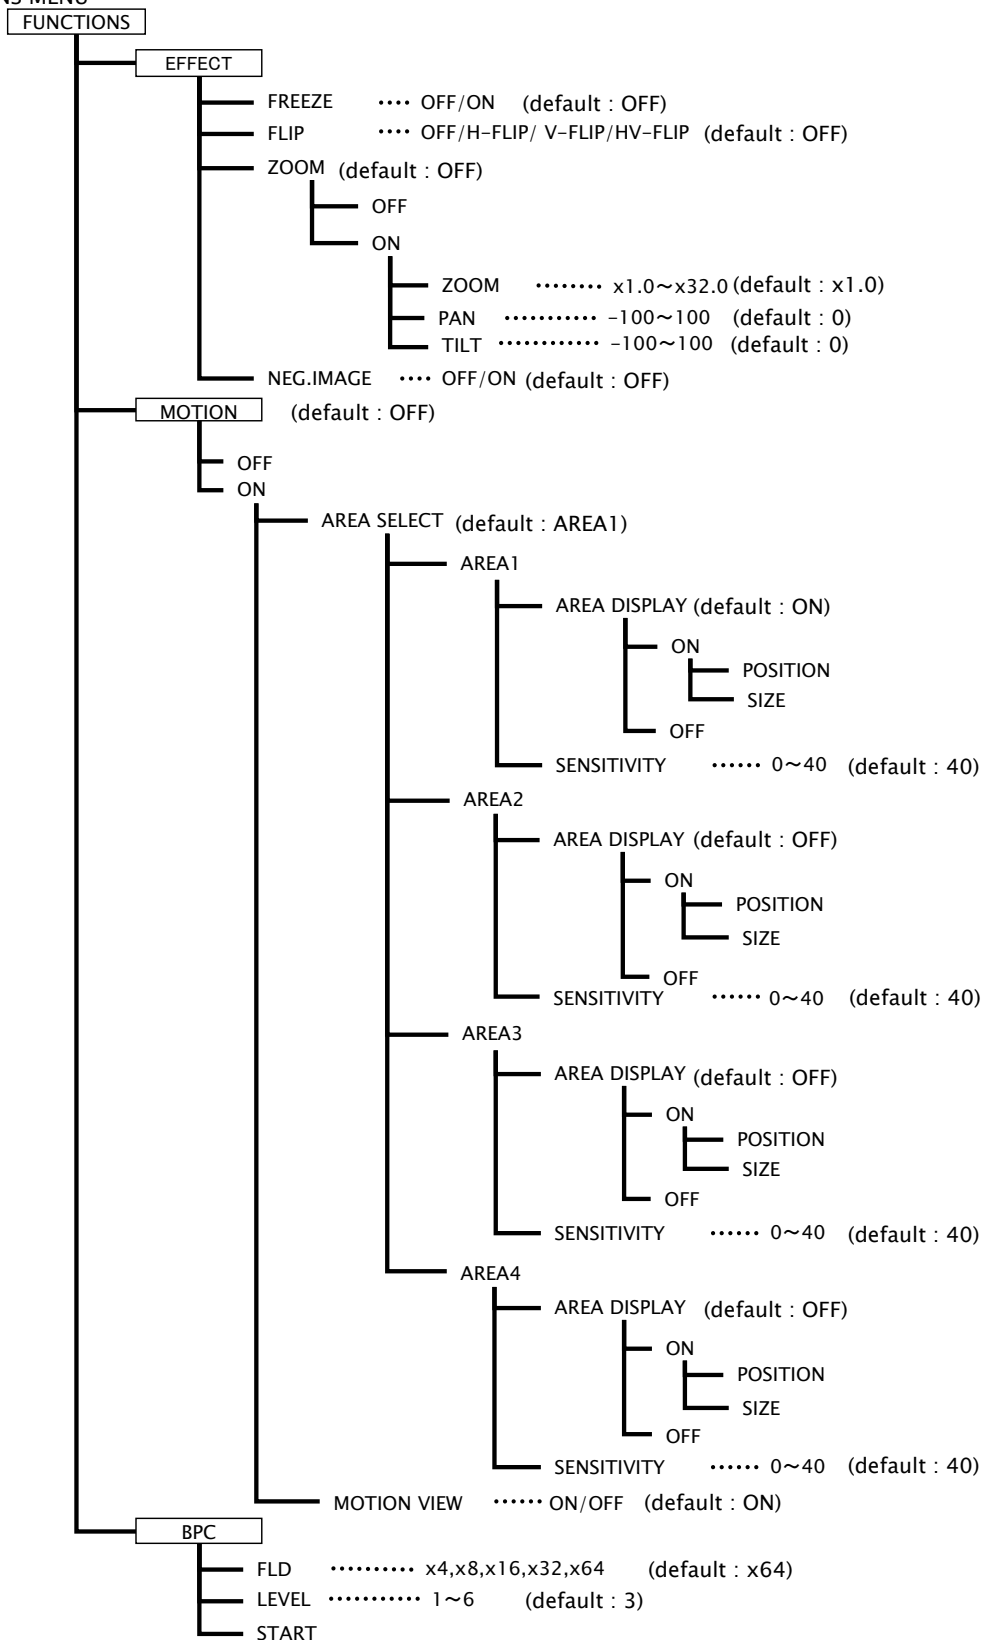 FUNCTIONS
EFFECT
FREEZE ···· OFF/ON (default : OFF)
FLIP ···· OFF/H-FLIP/ V-FLIP/HV-FLIP (default : OFF)
ZOOM (default : OFF)
OFF
ON
ZOOM ········ x1.0~x32.0 (default : x1.0)
PAN ··········· -100~100 (default : 0)
TILT ············ -100~100 (default : 0)
NEG.IMAGE ···· OFF/ON (default : OFF)
MOTION (default : OFF)
OFF
ON
AREA SELECT (default : AREA1)
AREA1
AREA DISPLAY (default : ON)
ON
POSITION
SIZE
OFF
SENSITIVITY ······ 0~40 (default : 40)
AREA2
AREA DISPLAY (default : OFF)
ON
POSITION
SIZE
OFF
SENSITIVITY ······ 0~40 (default : 40)
AREA3
AREA DISPLAY (default : OFF)
ON
POSITION
SIZE
OFF
SENSITIVITY ······ 0~40 (default : 40)
AREA4
AREA DISPLAY (default : OFF)
ON
POSITION
SIZE
OFF
SENSITIVITY ······ 0~40 (default : 40)
MOTION VIEW ······ ON/OFF (default : ON)
BPC
FLD ·········· x4,x8,x16,x32,x64 (default : x64)
LEVEL ··········· 1~6 (default : 3)
START